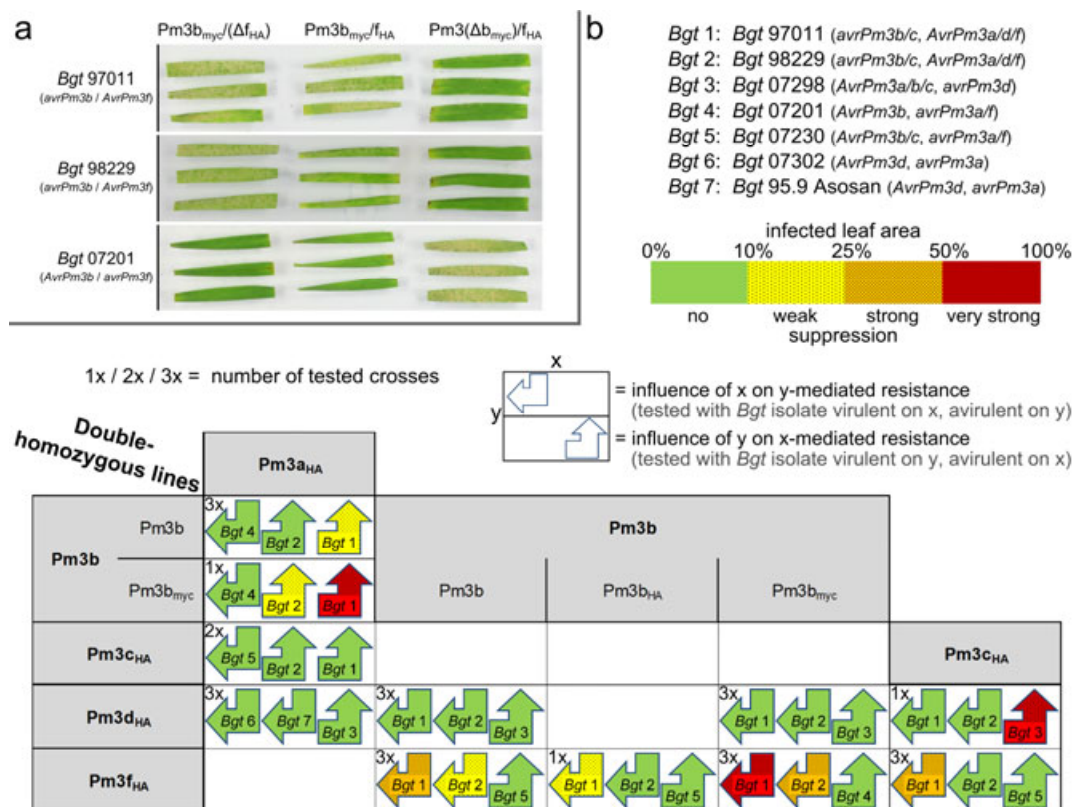 a
Pm3bmyc/(ΔfHA)
Pm3bmyc/fHA
Pm3(Δbmyc)/fHA
Bgt 97011
(avrPm3b / AvrPm3f)
Bgt 98229
(avrPm3b / AvrPm3f)
Bgt 07201
(AvrPm3b / avrPm3f)
b
Bgt 1: Bgt 97011 (avrPm3b/c, AvrPm3a/d/f)
Bgt 2: Bgt 98229 (avrPm3b/c, AvrPm3a/d/f)
Bgt 3: Bgt 07298 (AvrPm3a/b/c, avrPm3d)
Bgt 4: Bgt 07201 (AvrPm3b, avrPm3a/f)
Bgt 5: Bgt 07230 (AvrPm3b/c, avrPm3a/f)
Bgt 6: Bgt 07302 (AvrPm3d, avrPm3a)
Bgt 7: Bgt 95.9 Asosan (AvrPm3d, avrPm3a)
infected leaf area
0% 10% 25% 50% 100%
no weak strong very strong
suppression
1x / 2x / 3x = number of tested crosses
x
y
= influence of x on y-mediated resistance
(tested with Bgt isolate virulent on x, avirulent on y)
= influence of y on x-mediated resistance
(tested with Bgt isolate virulent on y, avirulent on x)
Double-
homozygous lines
Pm3aHA
Pm3b
Pm3b
3x Bgt 4 Bgt 2 Bgt 1
Pm3b
Pm3bmyc
1x Bgt 4 Bgt 2 Bgt 1
Pm3b
Pm3bHA
Pm3bmyc
Pm3cHA
2x Bgt 5 Bgt 2 Bgt 1
Pm3cHA
Pm3dHA
3x Bgt 6 Bgt 7 Bgt 3
3x Bgt 1 Bgt 2 Bgt 3
3x Bgt 1 Bgt 2 Bgt 3
1x Bgt 1 Bgt 2 Bgt 3
Pm3fHA
3x Bgt 1 Bgt 2 Bgt 5
1x Bgt 1 Bgt 2 Bgt 5
3x Bgt 1 Bgt 2 Bgt 4
3x Bgt 1 Bgt 2 Bgt 5